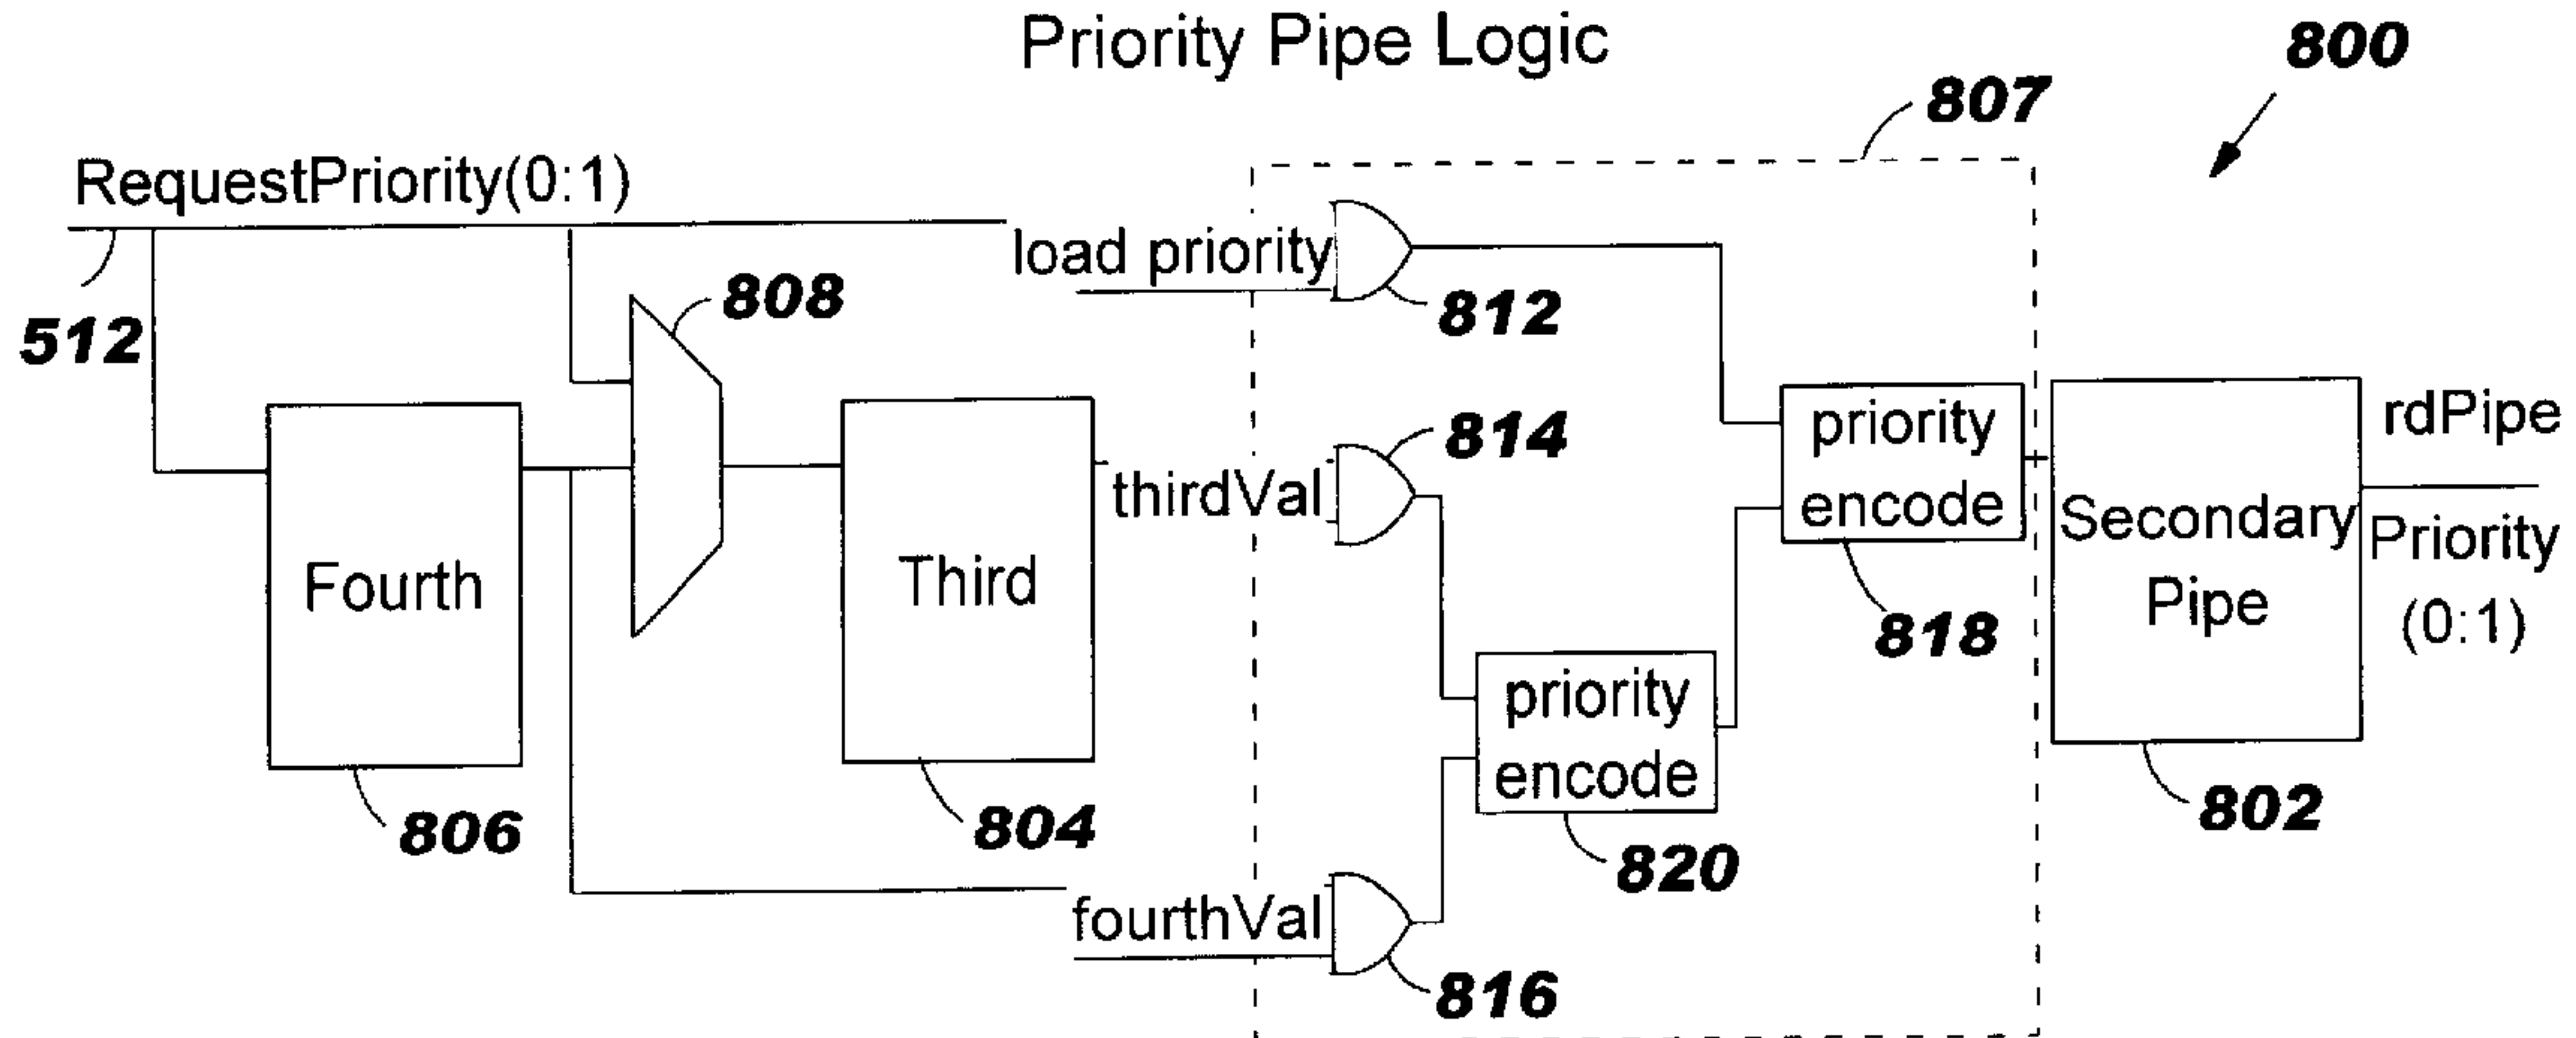 Priority Pipe Logic
800
807
RequestPriority(0:1)
load priority
808
812
512
814
priority
encode
rdPipe
Priority
(0:1)
thirdVal
Secondary
Pipe
Fourth
Third
818
priority
encode
806
804
820
802
fourthVal
816